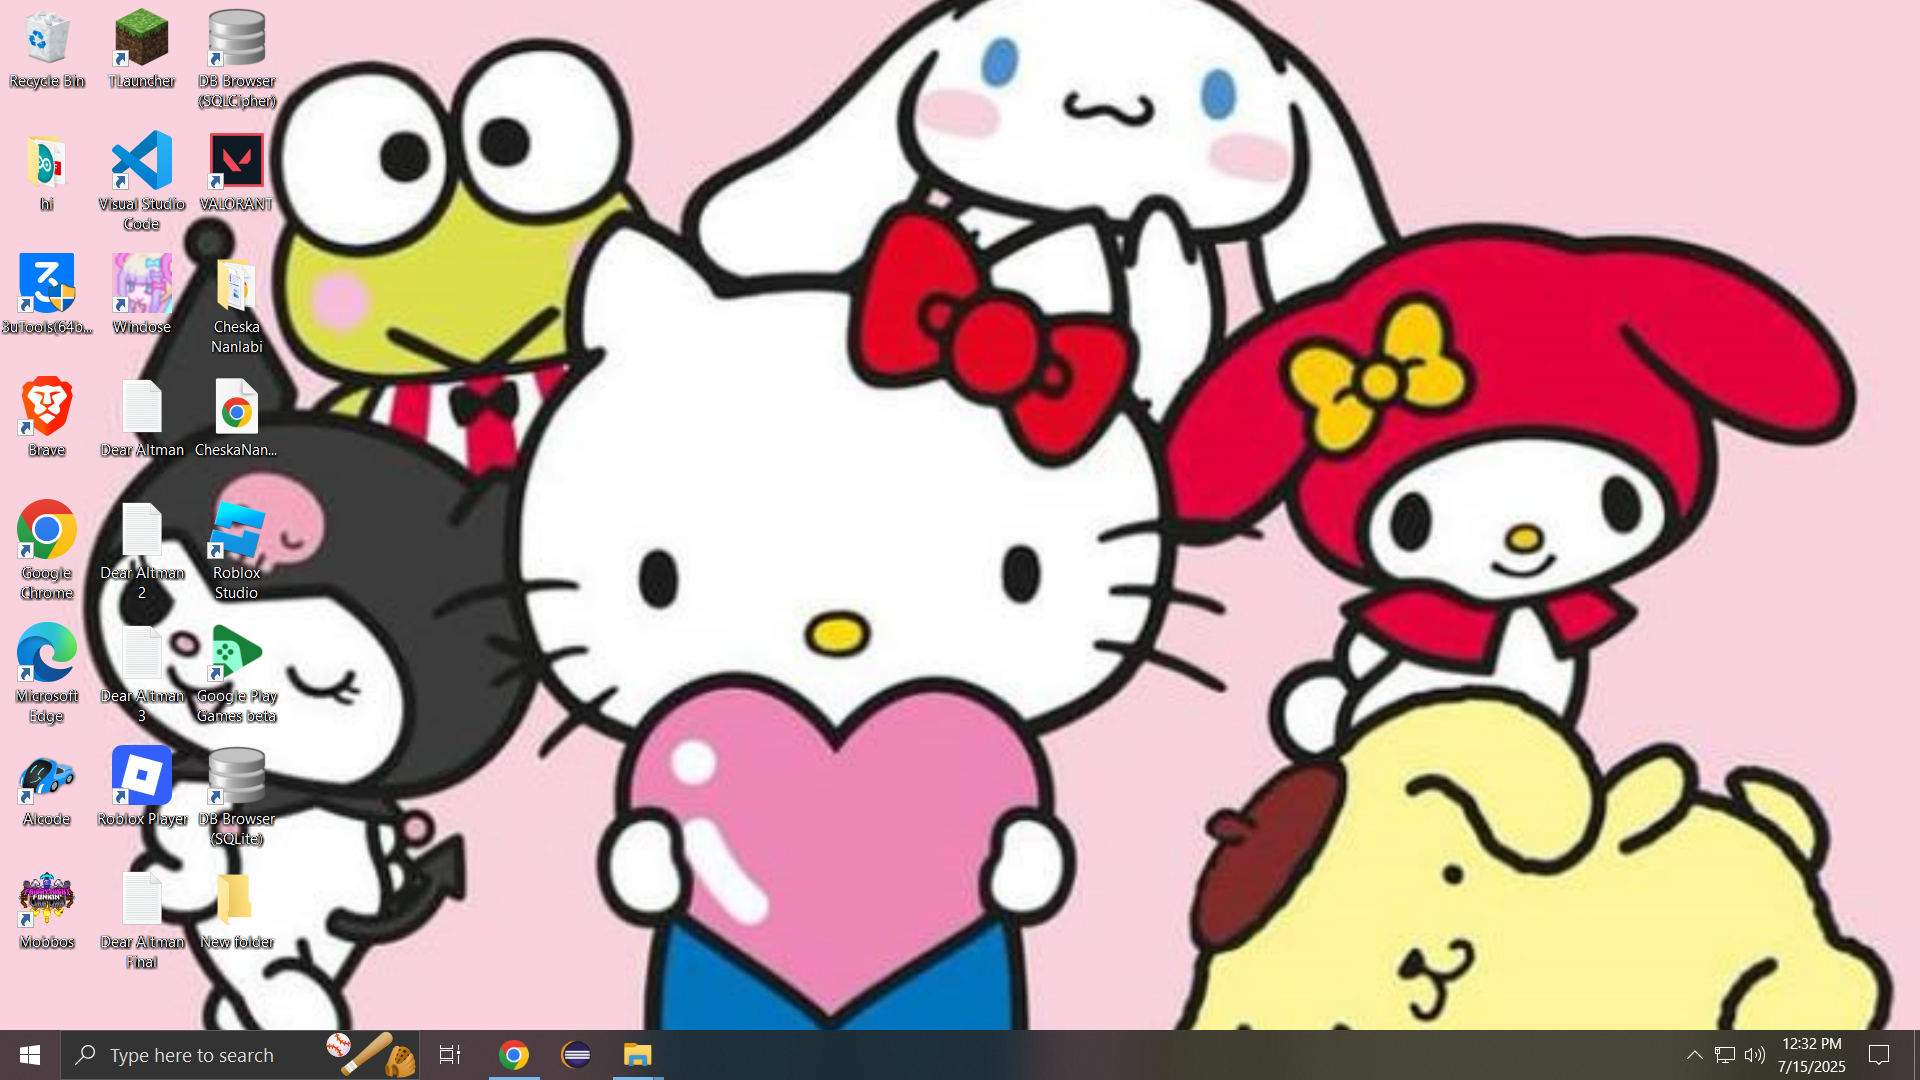 Recycle Bin
TLauncher
DB Browser
(SQLCipher)
hi
Visual Studio
Code
VALORANT
3uTools(64b...
Windose
Cheska
Nanlabi
Brave
Dear Altman
CheskaNan...
Google
Chrome
Dear Altman
2
Roblox
Studio
Microsoft
Edge
Dear Altman
3
Google Play
Games beta
AIcode
Roblox Player
DB Browser
(SQLite)
Mobbos
Dear Altman
Final
New folder
Type here to search
12:32 PM
7/15/2025